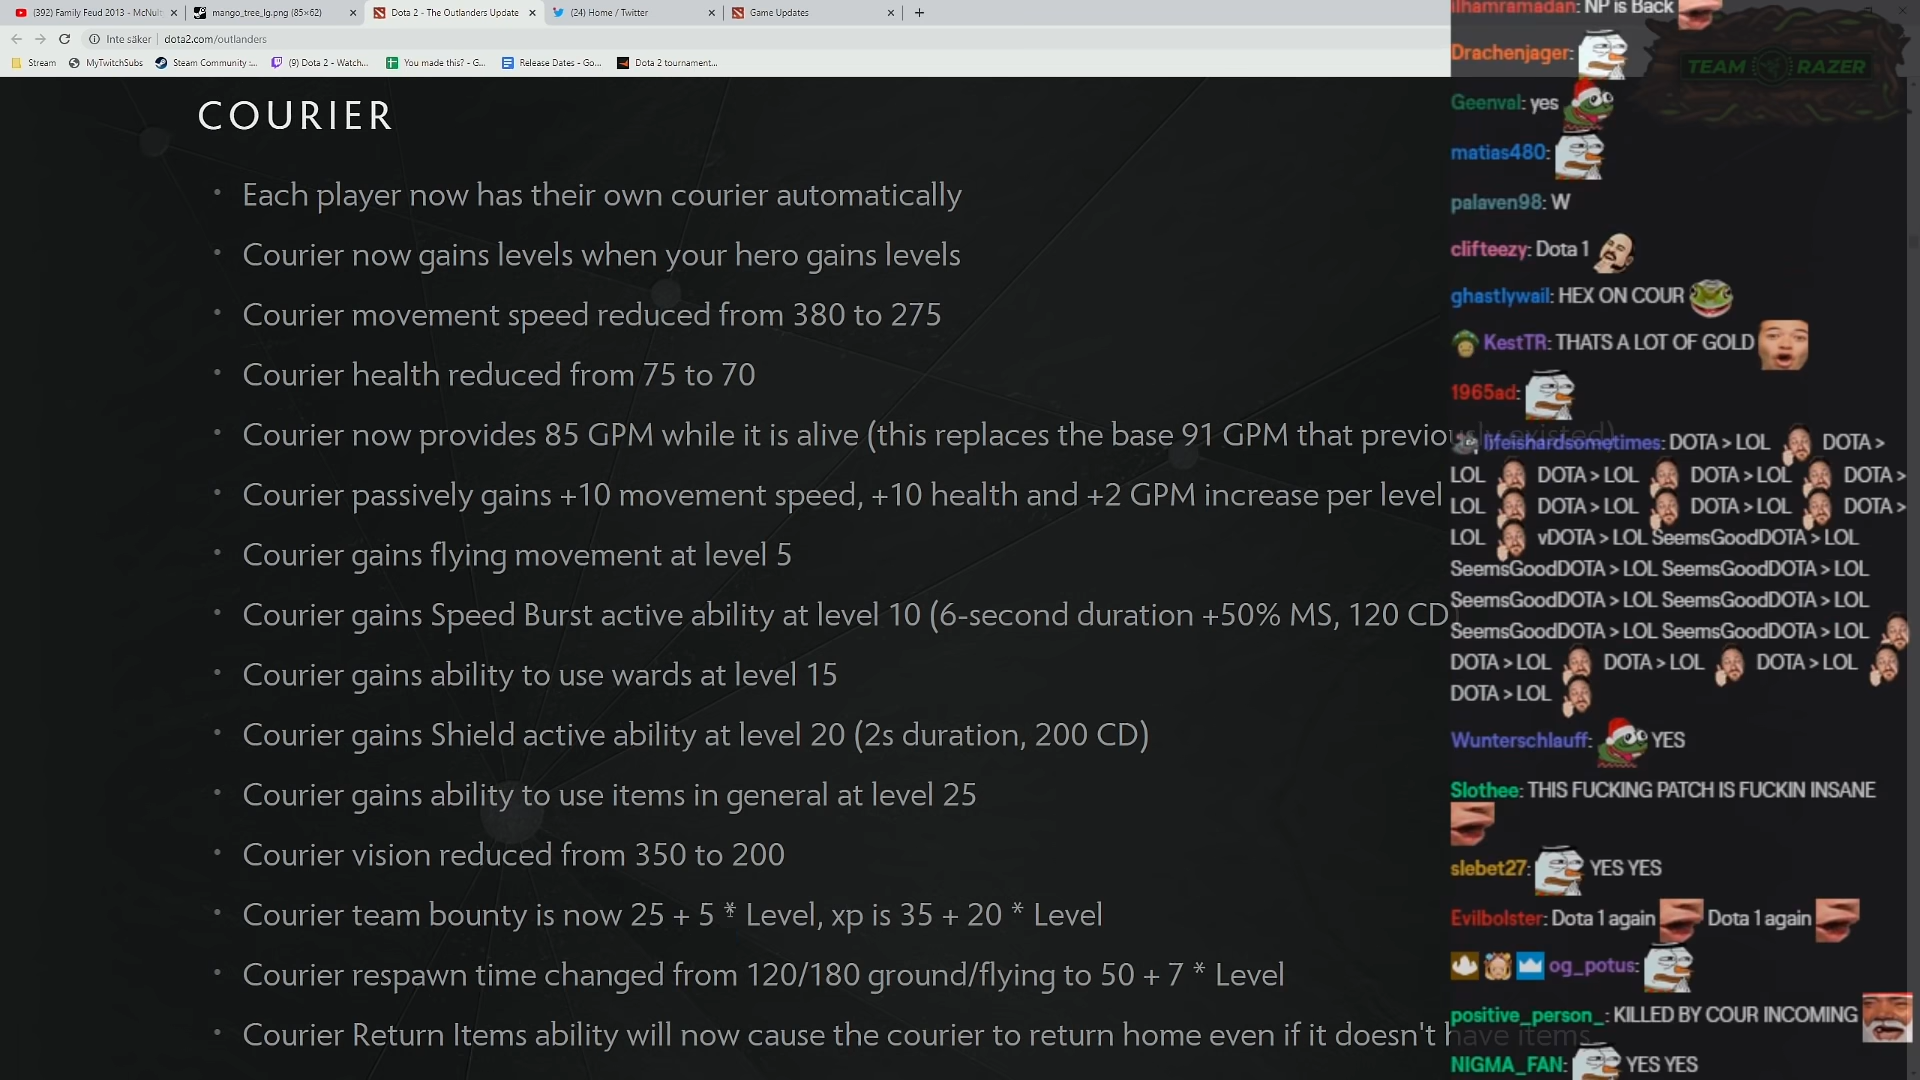 (392) Family Feud 2013 - McNult
mango_tree_lg.png (85×62)
Dota 2 - The Outlanders Update
(24) Home / Twitter
Game Updates
Inte säker
dota2.com/outlanders
Stream
MyTwitchSubs
Steam Community :...
(9) Dota 2 - Watch...
You made this? - G...
Release Dates - Go...
Dota 2 tournament...
COURIER
• Each player now has their own courier automatically
• Courier now gains levels when your hero gains levels
• Courier movement speed reduced from 380 to 275
• Courier health reduced from 75 to 70
• Courier now provides 85 GPM while it is alive (this replaces the base 91 GPM that previously existed)
• Courier passively gains +10 movement speed, +10 health and +2 GPM increase per level
• Courier gains flying movement at level 5
• Courier gains Speed Burst active ability at level 10 (6-second duration +50% MS, 120 CD)
• Courier gains ability to use wards at level 15
• Courier gains Shield active ability at level 20 (2s duration, 200 CD)
• Courier gains ability to use items in general at level 25
• Courier vision reduced from 350 to 200
• Courier team bounty is now 25 + 5 * Level, xp is 35 + 20 * Level
• Courier respawn time changed from 120/180 ground/flying to 50 + 7 * Level
• Courier Return Items ability will now cause the courier to return home even if it doesn't have items
TEAM RAZER
ilhamramadan: NP is Back
Drachenjager:
Geenval: yes
matias480:
palaven98: W
clifteezy: Dota 1
ghastlywail: HEX ON COUR
KestTR: THATS A LOT OF GOLD
1965ad:
lifeishardsometimes: DOTA > LOL DOTA >
LOL DOTA > LOL DOTA > LOL DOTA >
LOL DOTA > LOL DOTA > LOL DOTA >
LOL vDOTA > LOL SeemsGoodDOTA > LOL
SeemsGoodDOTA > LOL SeemsGoodDOTA > LOL
SeemsGoodDOTA > LOL SeemsGoodDOTA > LOL
SeemsGoodDOTA > LOL SeemsGoodDOTA > LOL
DOTA > LOL DOTA > LOL DOTA > LOL
DOTA > LOL
Wunterschlauff: YES
Slothee: THIS FUCKING PATCH IS FUCKIN INSANE
slebet27: YES YES
Evilbolster: Dota 1 again Dota 1 again
og_potus:
positive_person_: KILLED BY COUR INCOMING
NIGMA_FAN: YES YES